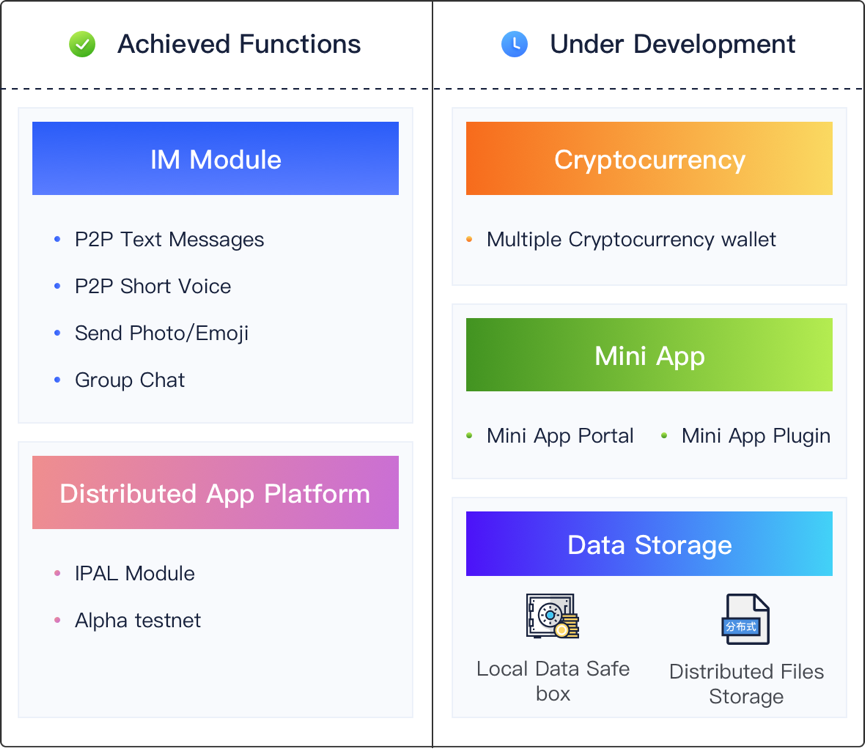 Achieved Functions
IM Module
P2P Text Messages
P2P Short Voice
Send Photo/Emoji
Group Chat
Distributed App Platform
IPAL Module
Alpha testnet
Under Development
Cryptocurrency
Multiple Cryptocurrency wallet
Mini App
Mini App Portal
Mini App Plugin
Data Storage
Local Data Safe
box
分布式
Distributed Files
Storage